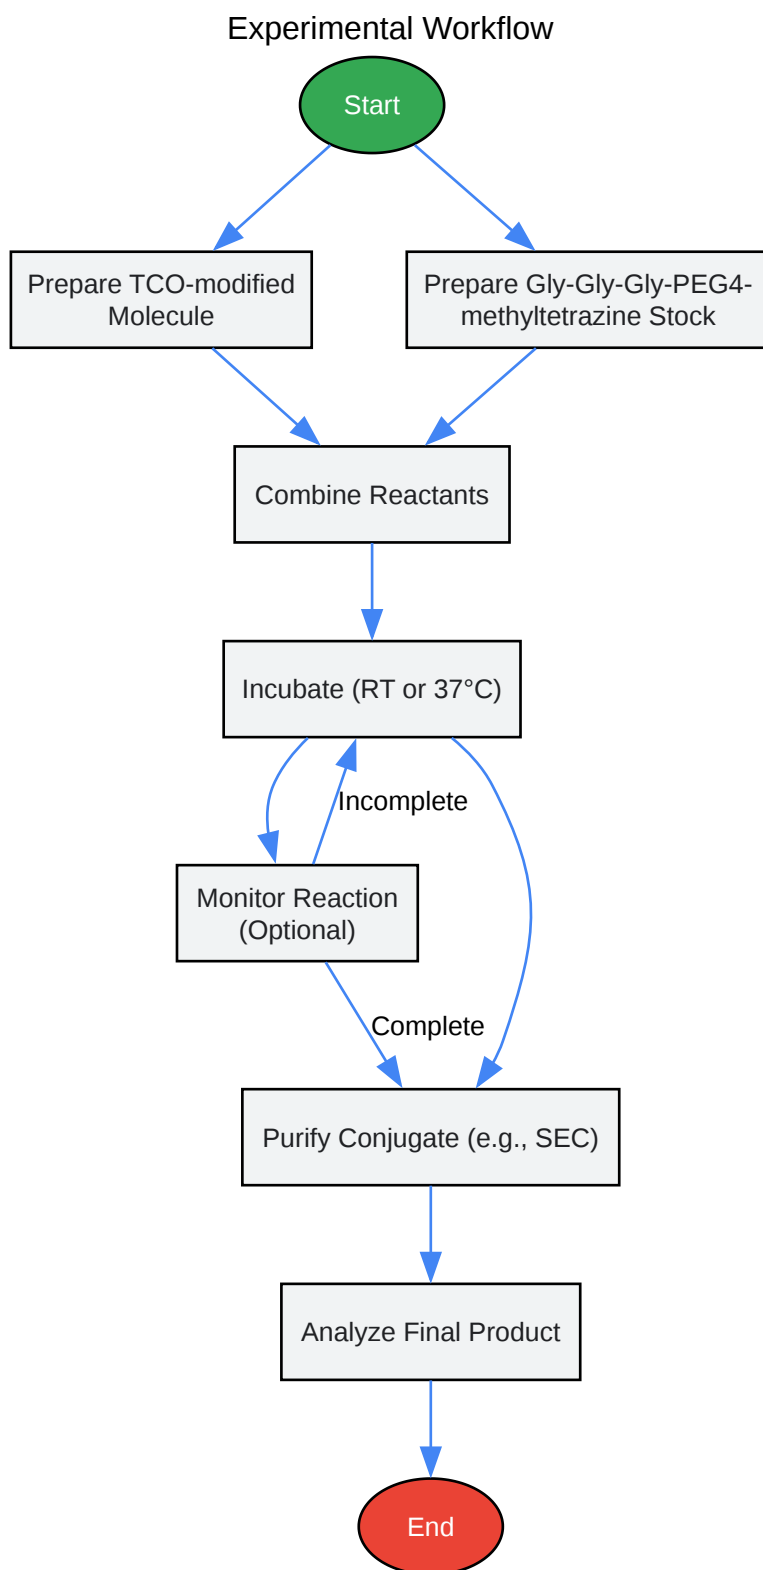 Experimental Workflow
Start
Prepare TCO-modified
Molecule
Prepare Gly-Gly-Gly-PEG4-
methyltetrazine Stock
Combine Reactants
Incubate (RT or 37°C)
Incomplete
Monitor Reaction
(Optional)
Complete
Purify Conjugate (e.g., SEC)
Analyze Final Product
End